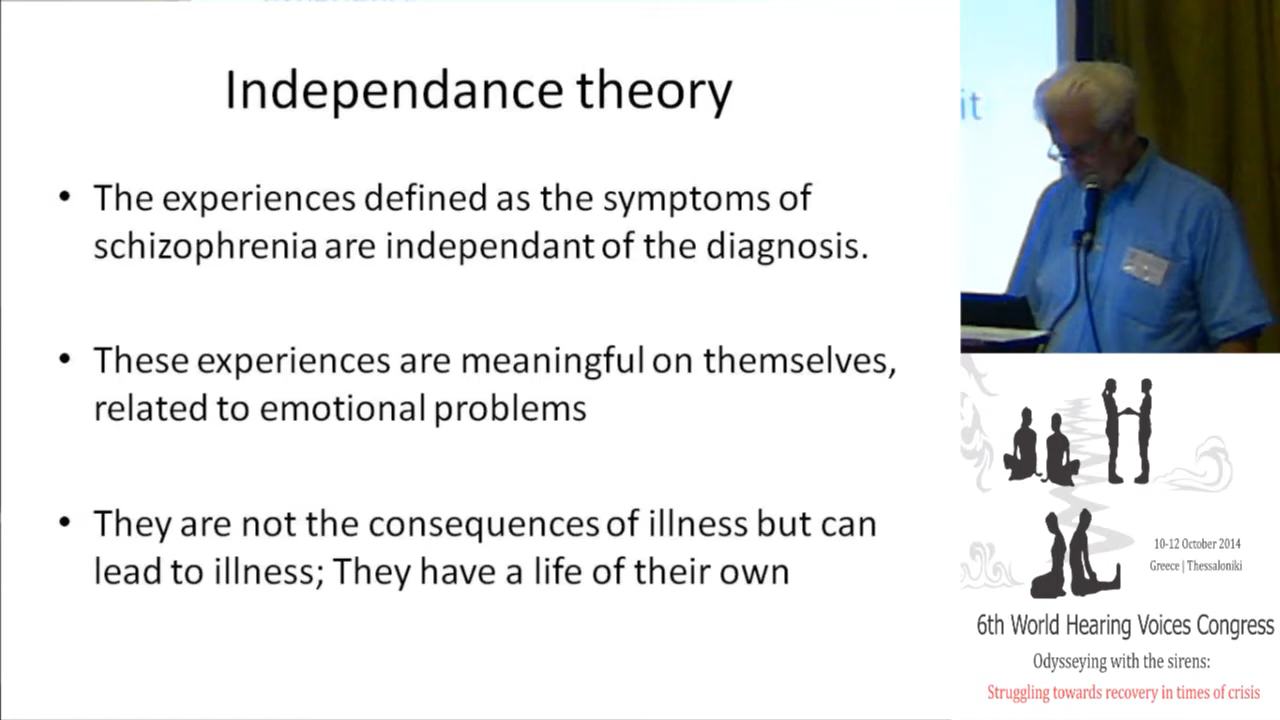 Independance theory
• The experiences defined as the symptoms of
schizophrenia are independant of the diagnosis.
• These experiences are meaningful on themselves,
related to emotional problems
• They are not the consequences of illness but can
lead to illness; They have a life of their own
it
10-12 October 2014
Greece | Thessaloniki
6th World Hearing Voices Congress
Odysseying with the sirens:
Struggling towards recovery in times of crisis